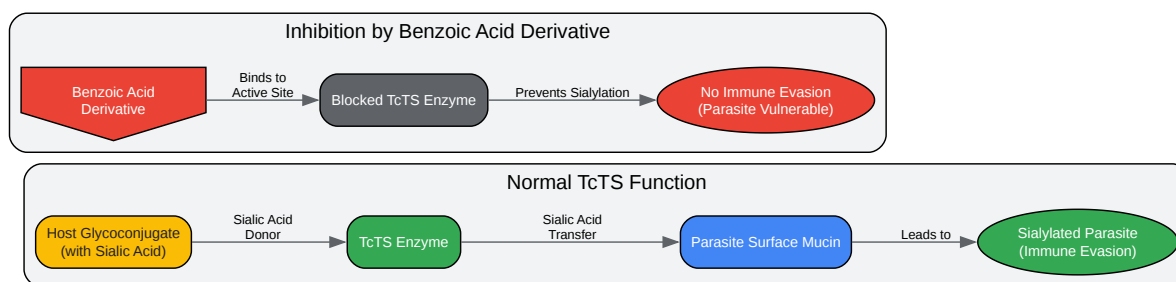 Inhibition by Benzoic Acid Derivative
Benzoic Acid
Derivative
Binds to
Active Site
Blocked TcTS Enzyme
Prevents Sialylation
No Immune Evasion
(Parasite Vulnerable)
Normal TcTS Function
Host Glycoconjugate
(with Sialic Acid)
Sialic Acid
Donor
TcTS Enzyme
Sialic Acid
Transfer
Parasite Surface Mucin
Leads to
Sialylated Parasite
(Immune Evasion)